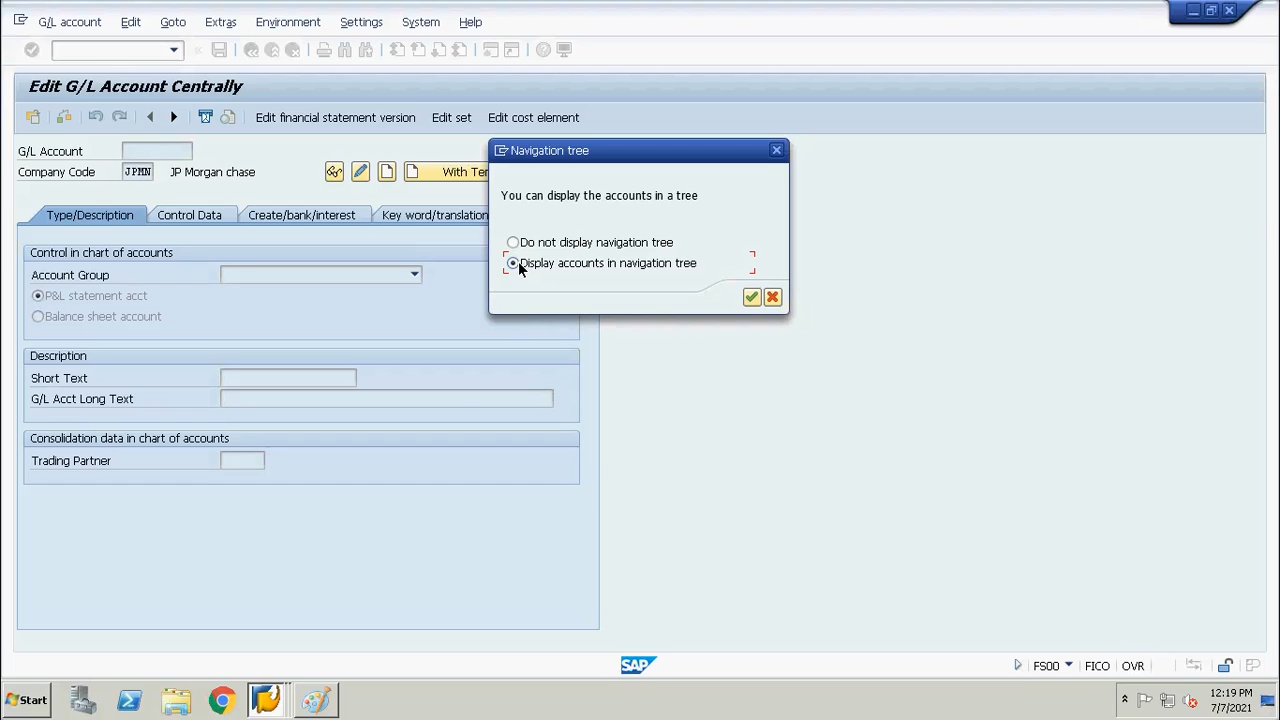 G/L account Edit Goto Extras Environment Settings System Help
Edit G/L Account Centrally
Edit financial statement version Edit set Edit cost element
G/L Account
Company Code JPMN JP Morgan chase With Tem
Type/Description Control Data Create/bank/interest Key word/translation
Control in chart of accounts
Account Group
P&L statement acct
Balance sheet account
Description
Short Text
G/L Acct Long Text
Consolidation data in chart of accounts
Trading Partner
Navigation tree
You can display the accounts in a tree
Do not display navigation tree
Display accounts in navigation tree
SAP
FS00 FICO OVR
Start
12:19 PM
7/7/2021